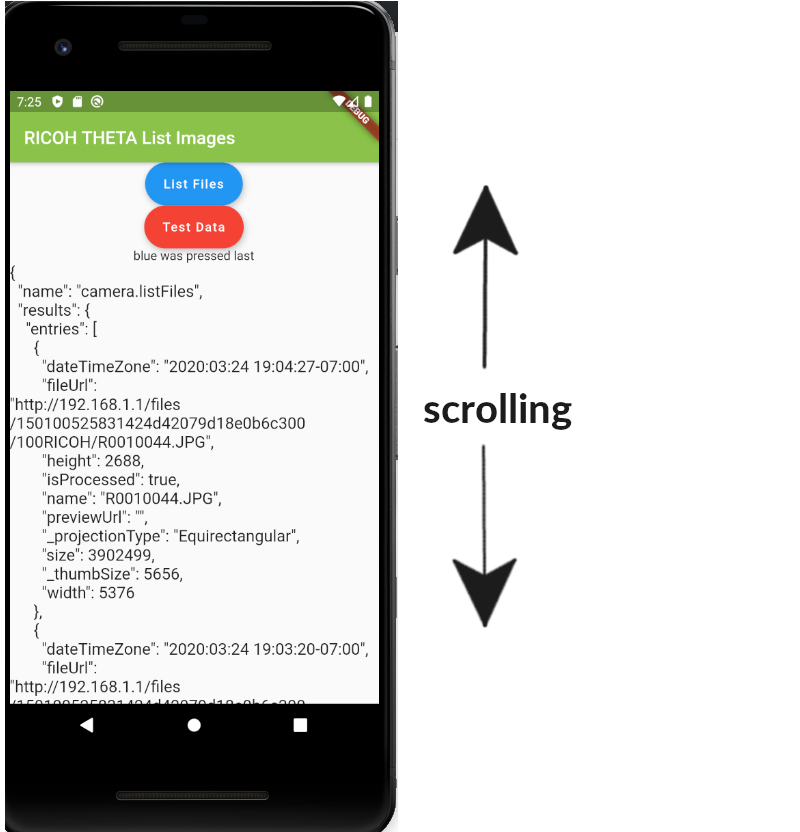 7:25
DEBUG
RICOH THETA List Images
List Files
Test Data
blue was pressed last
{
"name": "camera.listFiles",
"results": {
"entries": [
{
"dateTimeZone": "2020:03:24 19:04:27-07:00",
"fileUrl":
"http://192.168.1.1/files
/150100525831424d42079d18e0b6c300
/100RICOH/R0010044.JPG",
"height": 2688,
"isProcessed": true,
"name": "R0010044.JPG",
"previewUrl": "",
"_projectionType": "Equirectangular",
"size": 3902499,
"_thumbSize": 5656,
"width": 5376
},
{
"dateTimeZone": "2020:03:24 19:03:20-07:00",
"fileUrl":
"http://192.168.1.1/files
/150100525831424d42079d18e0b6c300
scrolling